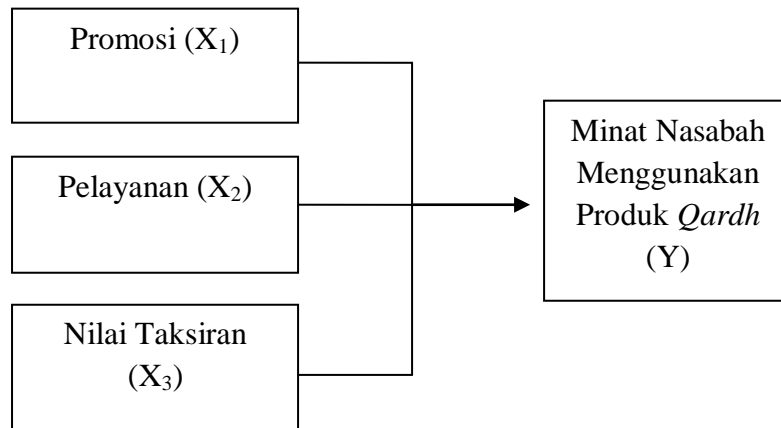 Promosi (X₁)
Pelayanan (X₂)
Nilai Taksiran
(X₃)
Minat Nasabah
Menggunakan
Produk Qardh
(Y)